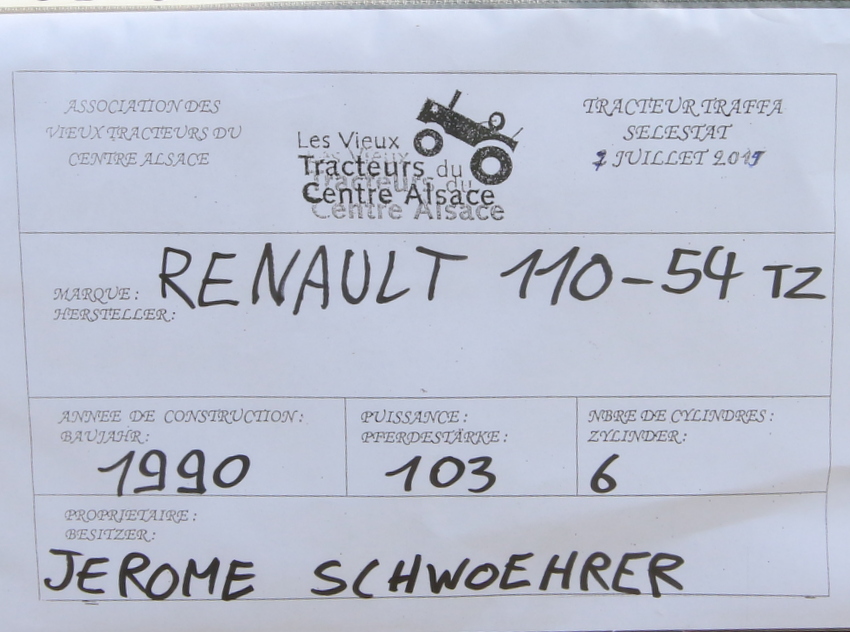 ASSOCIATION DES
VIEUX TRACTEURS DU
CENTRE ALSACE
Les Vieux
Tracteurs du
Centre Alsace
TRACTEUR TRAFFA
SELESTAT
JUILLET
MARQUE: RENAULT 110-54 TZ
HERSTELLER:
ANNEE DE CONSTRUCTION:
BAUJAHR:
1990
PUISSANCE:
PFERDESTÄRKE:
103
NBRE DE CYLINDRES:
ZYLINDER:
6
PROPRIETAIRE:
BESITZER:
JEROME SCHWOEHRER